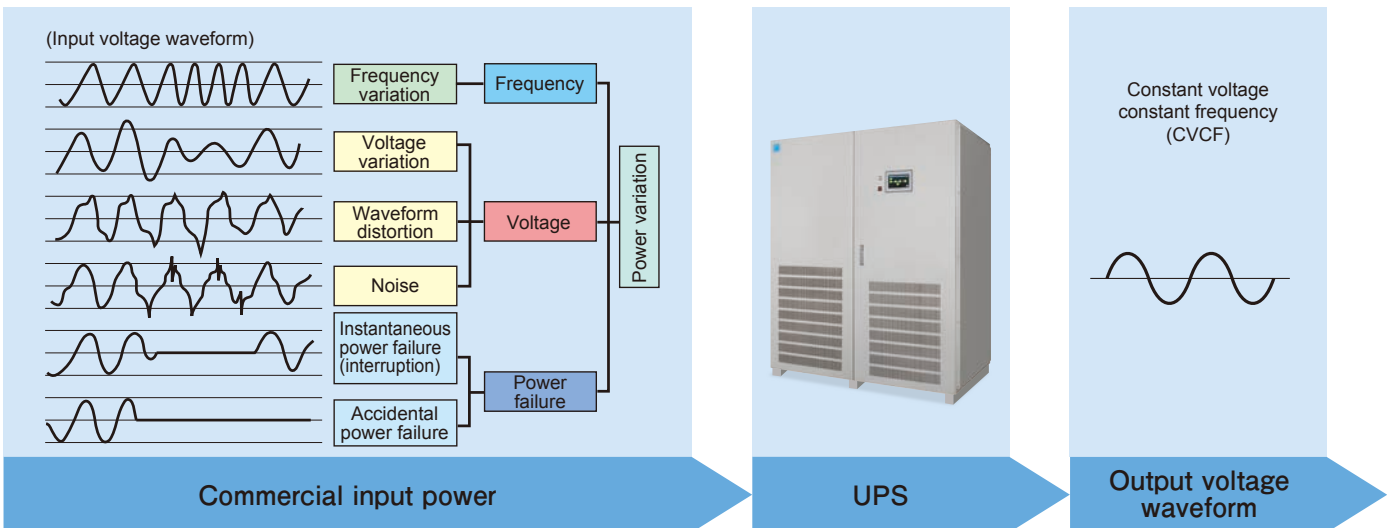 (Input voltage waveform)
Frequency
variation
Frequency
Voltage
variation
Waveform
distortion
Voltage
Noise
Power variation
Instantaneous
power failure
(interruption)
Power
failure
Accidental
power failure
Constant voltage
constant frequency
(CVCF)
Commercial input power
UPS
Output voltage
waveform